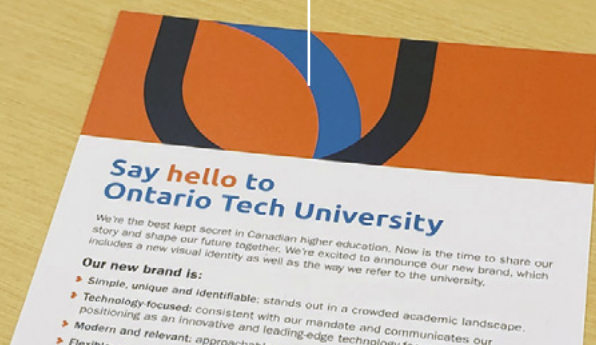 Say hello to
Ontario Tech University
We're the best kept secret in Canadian higher education. Now is the time to share our
story and shape our future together. We're excited to announce our new brand, which
includes a new visual identity as well as the way we refer to the university.
Our new brand is:
Simple, unique and identifiable: stands out in a crowded academic landscape.
Technology-focused: consistent with our mandate and communicates our
positioning as an innovative and leading-edge technology
Modern and relevant: